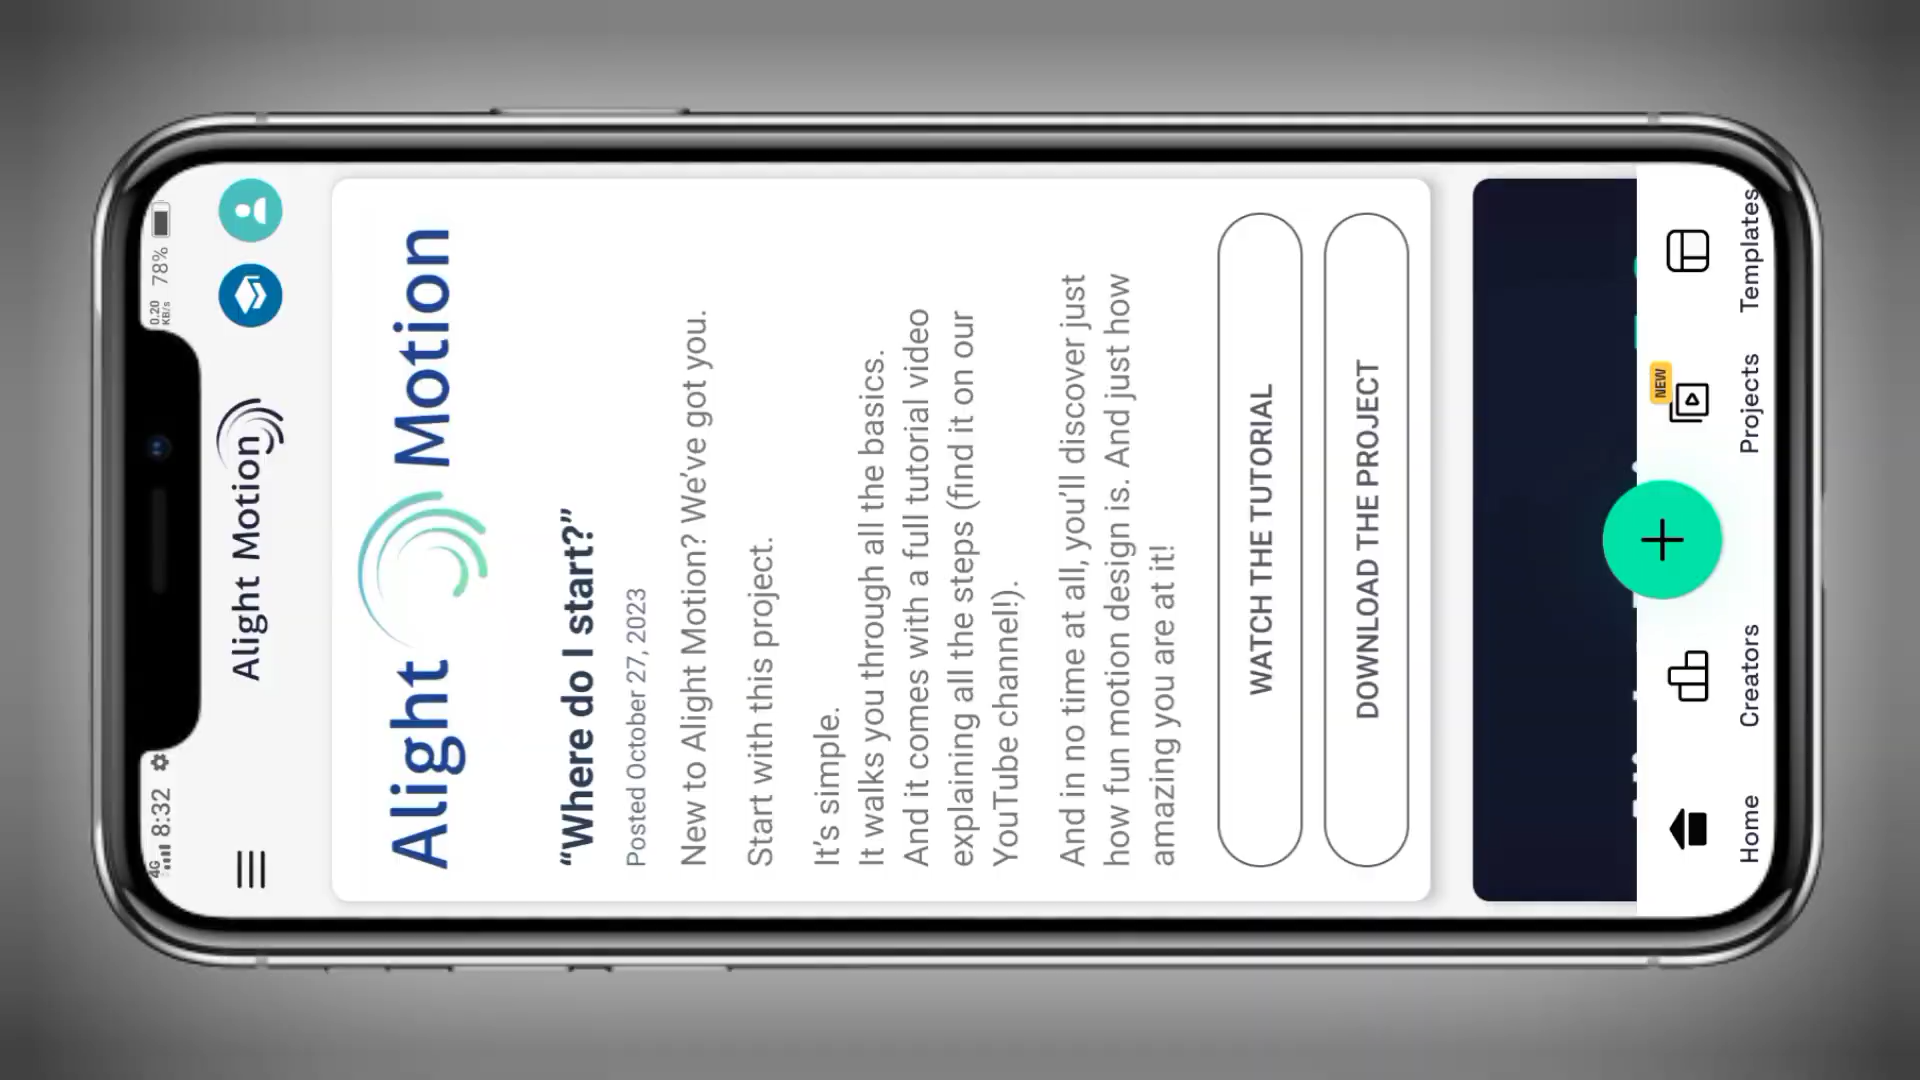 4G 8:32 0.20 KB/s 78%
Alight Motion
Alight Motion
“Where do I start?”
Posted October 27, 2023
New to Alight Motion? We’ve got you.
Start with this project.
It’s simple.
It walks you through all the basics.
And it comes with a full tutorial video
explaining all the steps (find it on our
YouTube channel!).
And in no time at all, you’ll discover just
how fun motion design is. And just how
amazing you are at it!
WATCH THE TUTORIAL
DOWNLOAD THE PROJECT
NEW
Home Creators Projects Templates